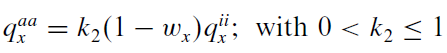 q_x^{aa} = k_2(1 − w_x)q_x^{ii}; with 0 < k_2 ≤ 1